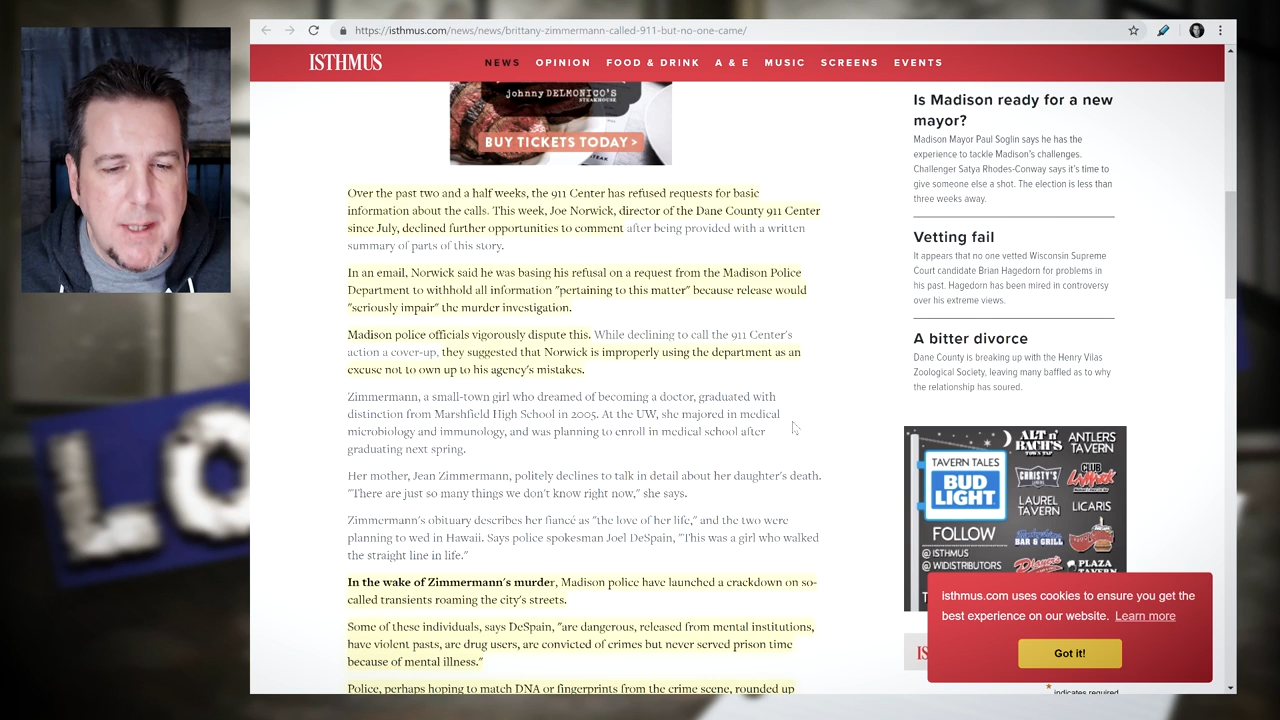 https://isthmus.com/news/news/brittany-zimmermann-called-911-but-no-one-came/
ISTHMUS
NEWS OPINION FOOD & DRINK A & E MUSIC SCREENS EVENTS
johnny DELMONICO'S
STEAKHOUSE
BUY TICKETS TODAY >
Over the past two and a half weeks, the 911 Center has refused requests for basic
information about the calls. This week, Joe Norwick, director of the Dane County 911 Center
since July, declined further opportunities to comment after being provided with a written
summary of parts of this story.
In an email, Norwick said he was basing his refusal on a request from the Madison Police
Department to withhold all information "pertaining to this matter" because release would
"seriously impair" the murder investigation.
Madison police officials vigorously dispute this. While declining to call the 911 Center's
action a cover-up, they suggested that Norwick is improperly using the department as an
excuse not to own up to his agency's mistakes.
Zimmermann, a small-town girl who dreamed of becoming a doctor, graduated with
distinction from Marshfield High School in 2005. At the UW, she majored in medical
microbiology and immunology, and was planning to enroll in medical school after
graduating next spring.
Her mother, Jean Zimmermann, politely declines to talk in detail about her daughter's death.
"There are just so many things we don't know right now," she says.
Zimmermann's obituary describes her fiancé as "the love of her life," and the two were
planning to wed in Hawaii. Says police spokesman Joel DeSpain, "This was a girl who walked
the straight line in life."
In the wake of Zimmermann's murder, Madison police have launched a crackdown on so-
called transients roaming the city's streets.
Some of these individuals, says DeSpain, "are dangerous, released from mental institutions,
have violent pasts, are drug users, are convicted of crimes but never served prison time
because of mental illness."
Police, perhaps hoping to match DNA or fingerprints from the crime scene, rounded up
Is Madison ready for a new
mayor?
Madison Mayor Paul Soglin says he has the
experience to tackle Madison's challenges.
Challenger Satya Rhodes-Conway says it's time to
give someone else a shot. The election is less than
three weeks away.
Vetting fail
It appears that no one vetted Wisconsin Supreme
Court candidate Brian Hagedorn for problems in
his past. Hagedorn has been mired in controversy
over his extreme views.
A bitter divorce
Dane County is breaking up with the Henry Vilas
Zoological Society, leaving many baffled as to why
the relationship has soured.
TAVERN TALES
BUD
LIGHT
FOLLOW
@ISTHMUS
@WIDISTRIBUTORS
ALT N'
BACH'S
ANTLERS
TAVERN
CHRISTY'S
CLUB
LaMARK
LAUREL
TAVERN
LICARIS
BAR & GRILL
PLAZA
TAVERN
isthmus.com uses cookies to ensure you get the
best experience on our website. Learn more
Got it!
IS
* indicates required
LO